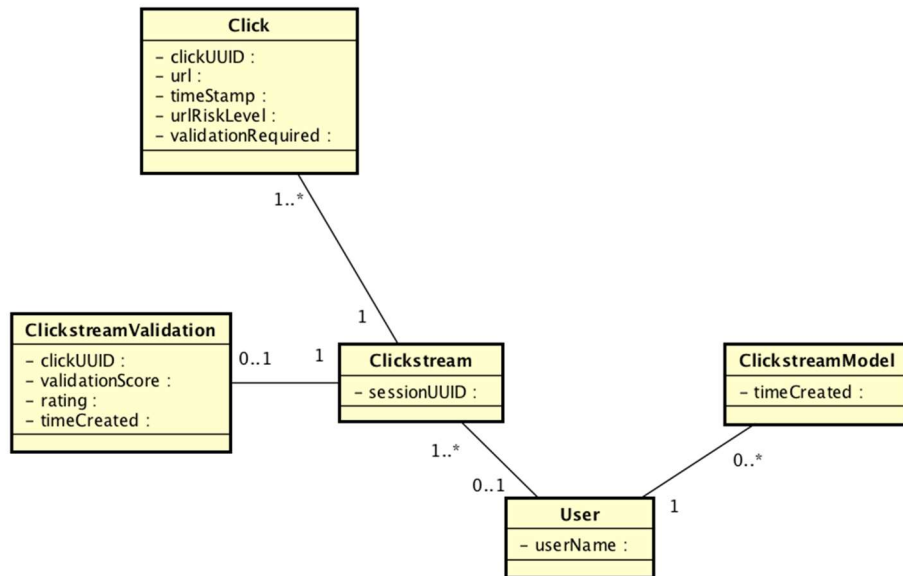 Click
- clickUUID :
- url :
- timeStamp :
- urlRiskLevel :
- validationRequired :
1..*
1
ClickstreamValidation
- clickUUID :
- validationScore :
- rating :
- timeCreated :
0..1
1
Clickstream
- sessionUUID :
ClickstreamModel
- timeCreated :
1..*
0..1
0..*
1
User
- userName :